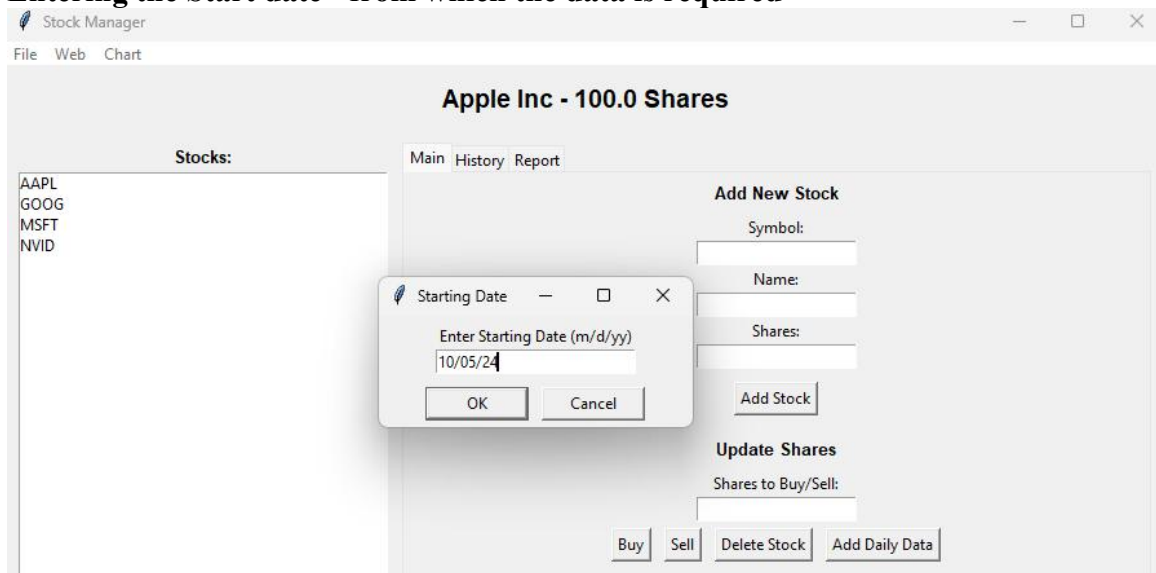 Entering the Start date - from which the data is required
Stock Manager
File Web Chart
Apple Inc - 100.0 Shares
Stocks:
Main History Report
AAPL
GOOG
MSFT
NVID
Add New Stock
Symbol:
Name:
Shares:
Add Stock
Starting Date
Enter Starting Date (m/d/yy)
10/05/24
OK Cancel
Update Shares
Shares to Buy/Sell:
Buy Sell Delete Stock Add Daily Data